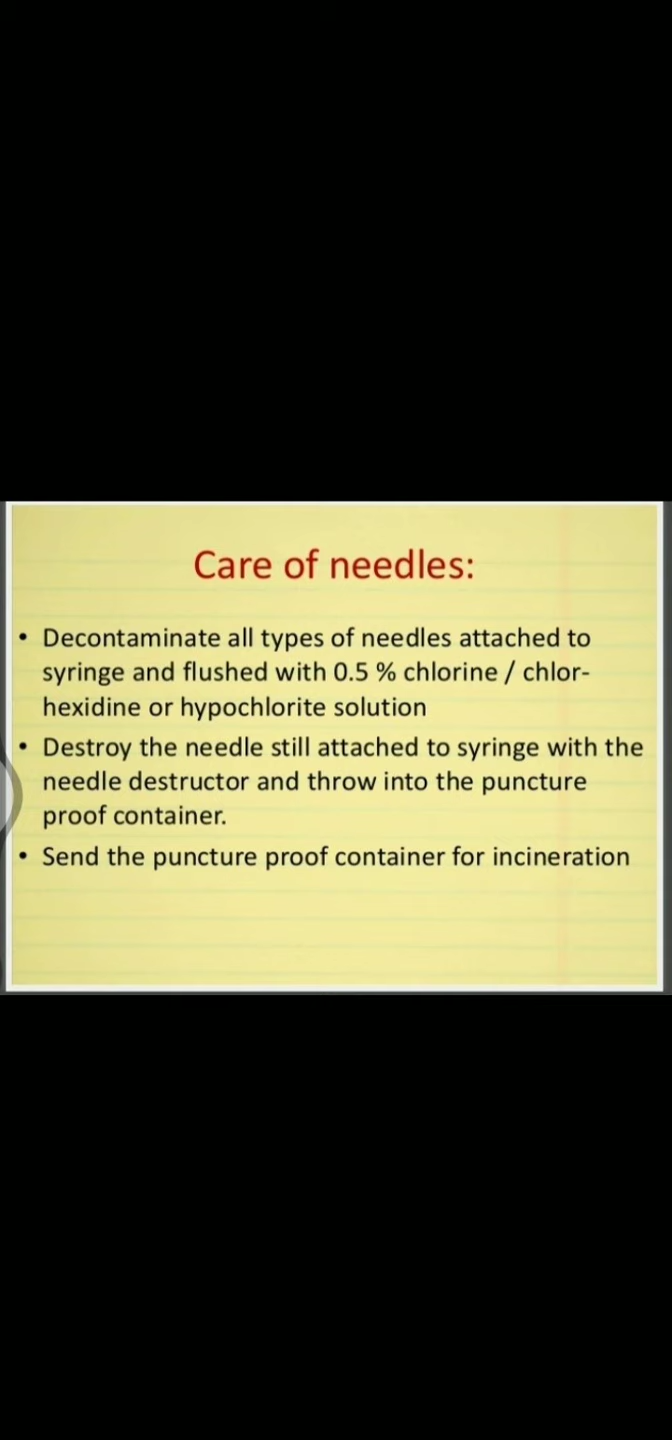 Care of needles:
• Decontaminate all types of needles attached to
syringe and flushed with 0.5 % chlorine / chlor-
hexidine or hypochlorite solution
• Destroy the needle still attached to syringe with the
needle destructor and throw into the puncture
proof container.
• Send the puncture proof container for incineration